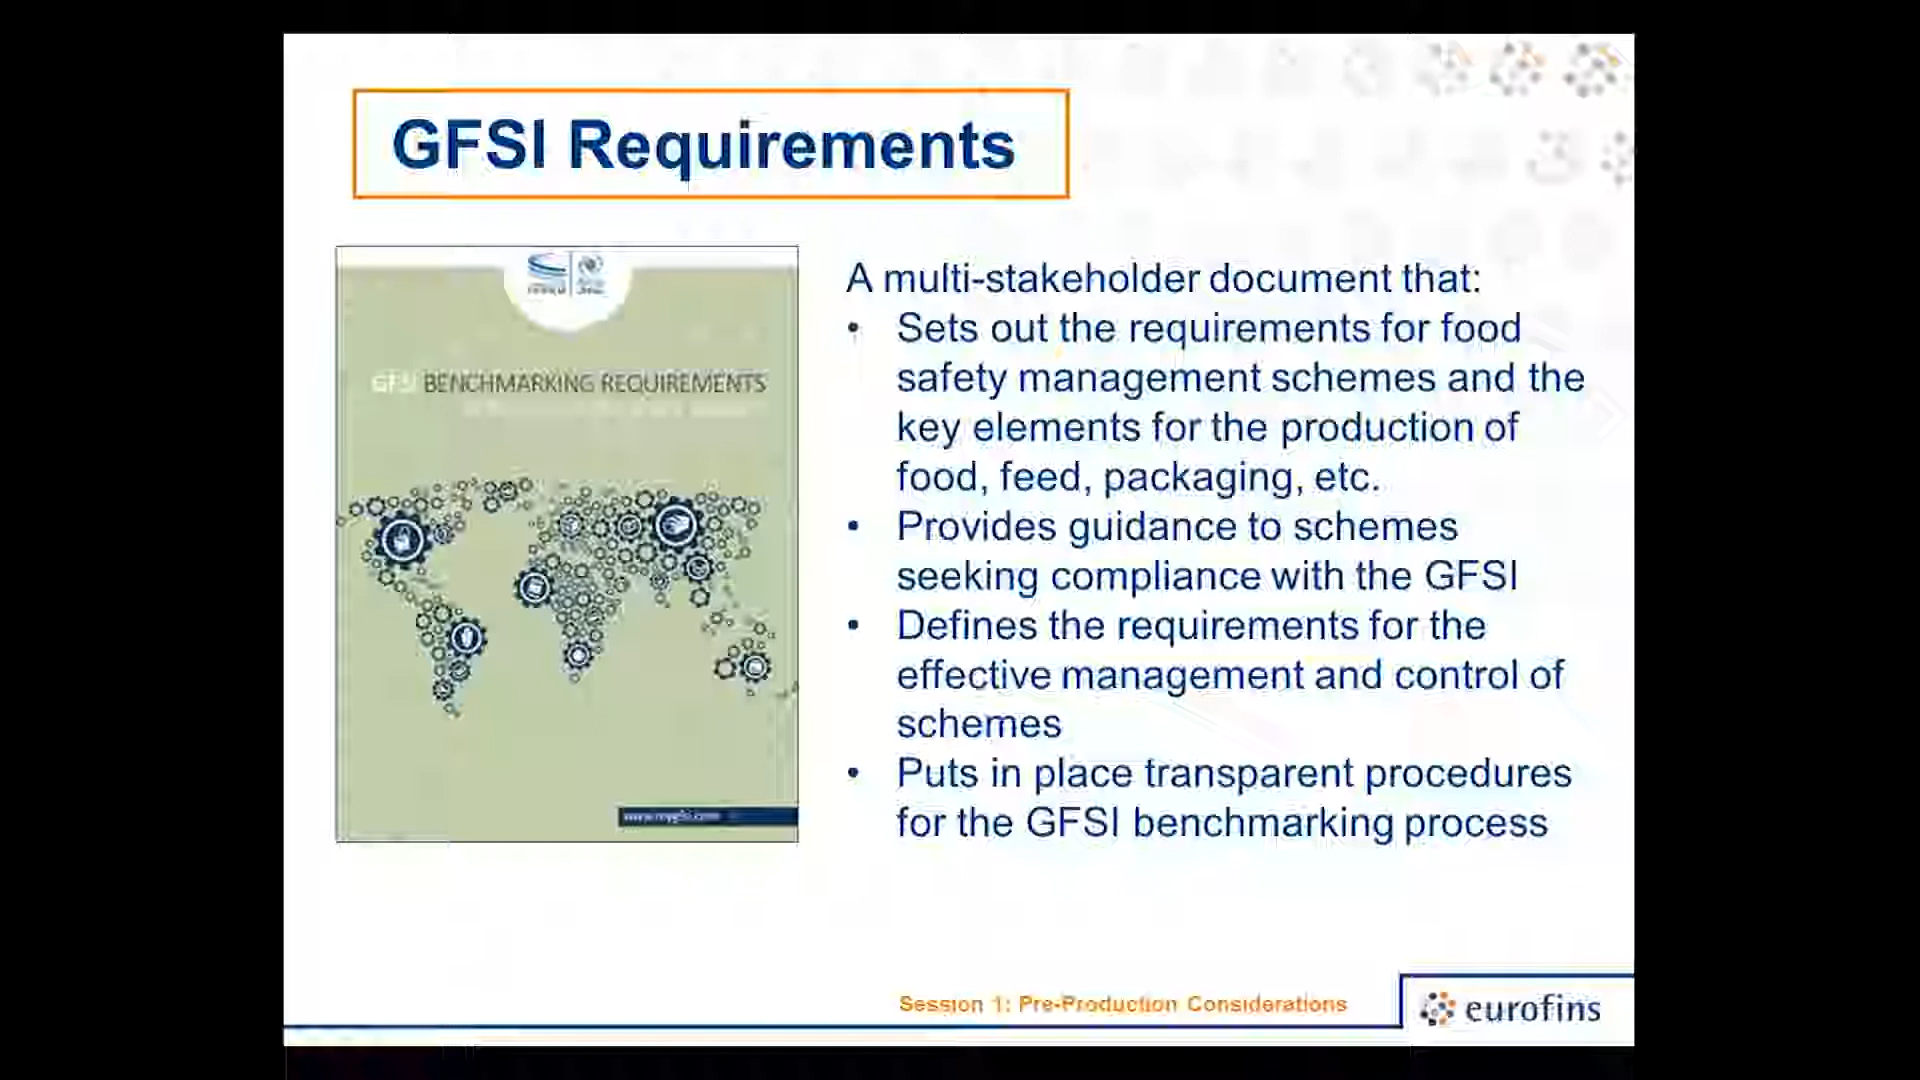 GFSI Requirements
GFSI BENCHMARKING REQUIREMENTS
A multi-stakeholder document that:
• Sets out the requirements for food
safety management schemes and the
key elements for the production of
food, feed, packaging, etc.
• Provides guidance to schemes
seeking compliance with the GFSI
• Defines the requirements for the
effective management and control of
schemes
• Puts in place transparent procedures
for the GFSI benchmarking process
Session 1: Pre-Production Considerations
eurofins